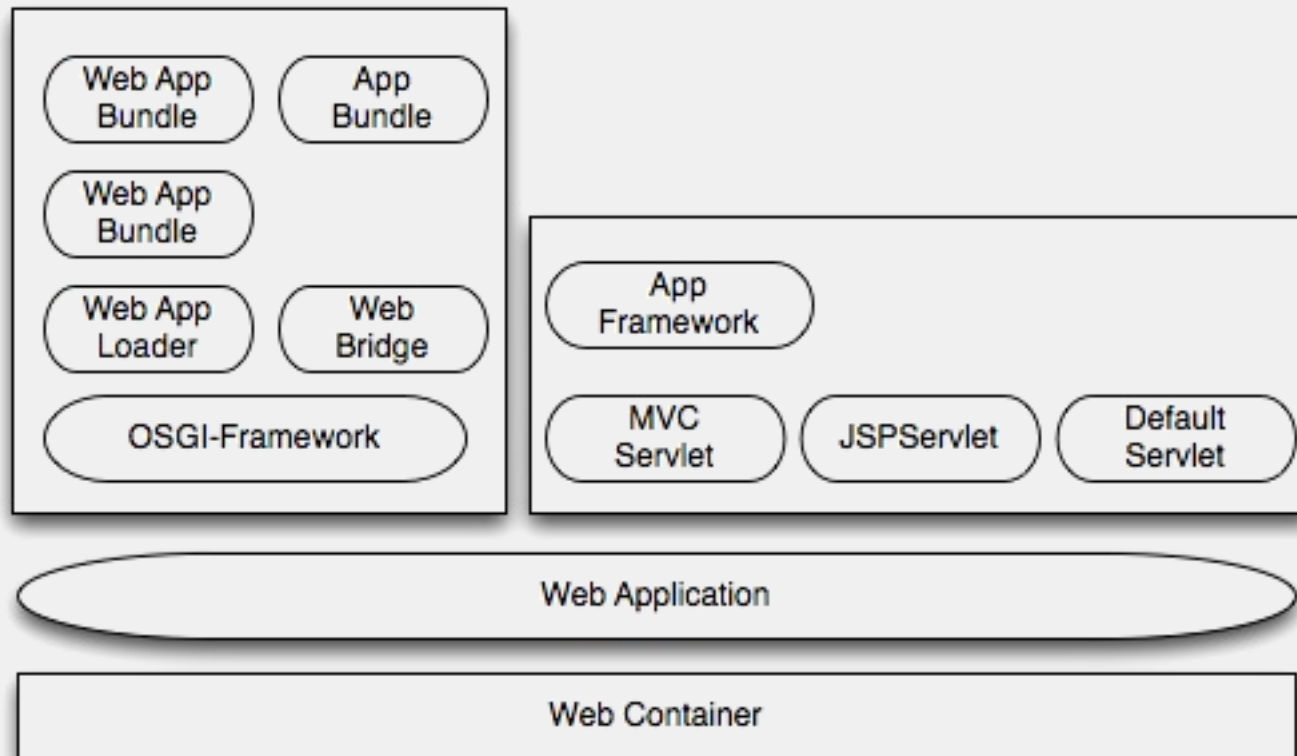 Web App
Bundle
App
Bundle
Web App
Bundle
Web App
Loader
Web
Bridge
OSGI-Framework
App
Framework
MVC
Servlet
JSPServlet
Default
Servlet
Web Application
Web Container